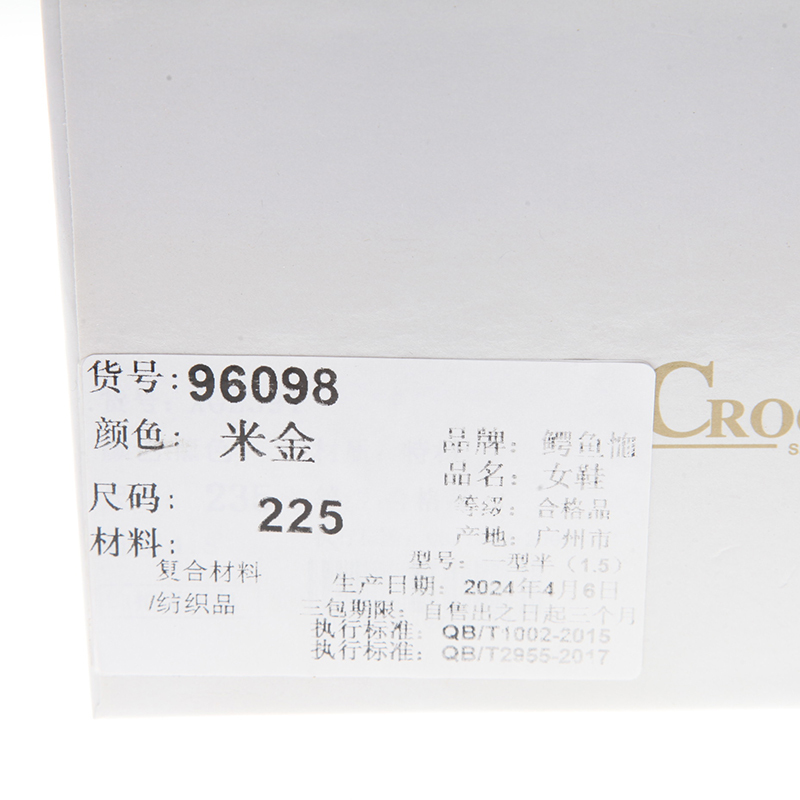 货号: 96098
颜色: 米金
尺码: 225
材料:
复合材料
/纺织品
品牌: 鳄鱼恤
品名: 女鞋
等级: 合格品
产地: 广州市
型号: 一型半 (1.5)
生产日期: 2024年4月6日
三包期限: 自售出之日起三个月
执行标准: QB/T1002-2015
执行标准: QB/T2955-2017
CROC
S